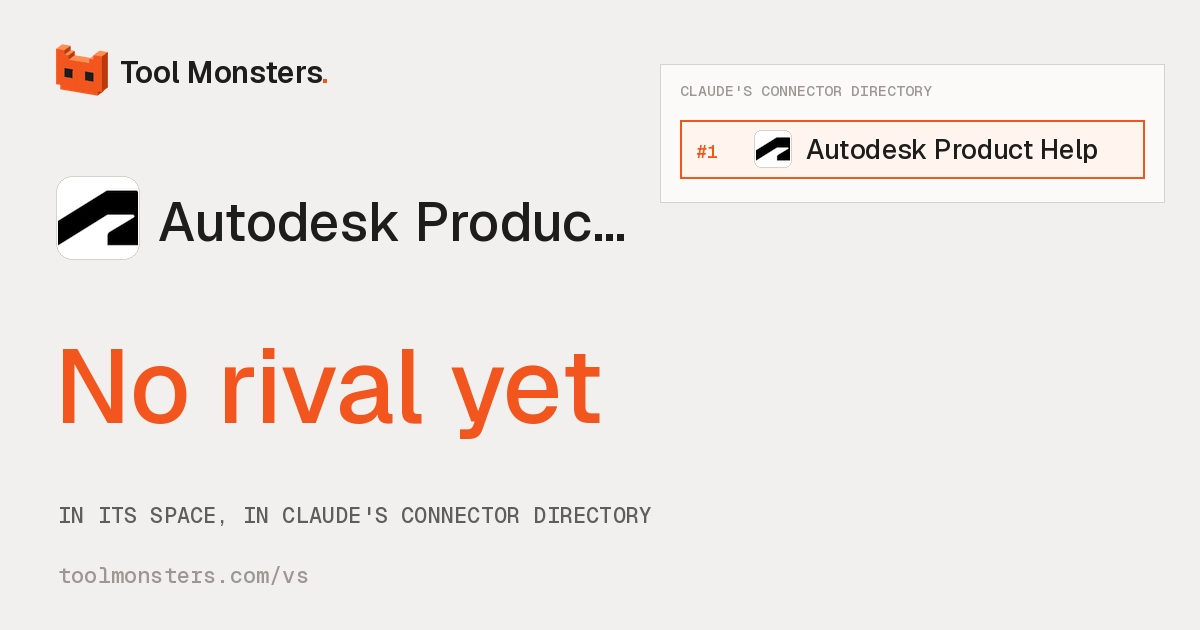 Tool Monsters.
CLAUDE'S CONNECTOR DIRECTORY
#1 Autodesk Product Help
Autodesk Produc...
No rival yet
IN ITS SPACE, IN CLAUDE'S CONNECTOR DIRECTORY
toolmonsters.com/vs